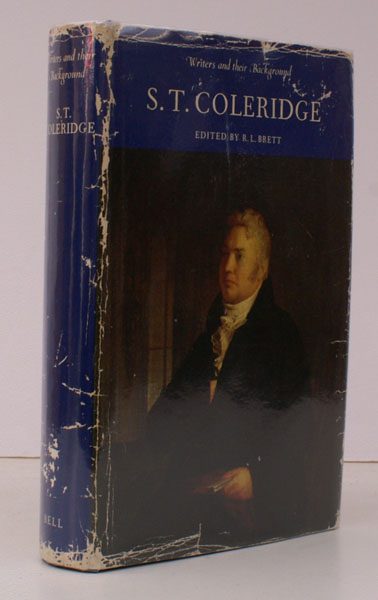 Writers and their
Background
S.T.
COLERIDGE
BELL
Writers and their Background
S.T. COLERIDGE
EDITED BY R. L. BRETT